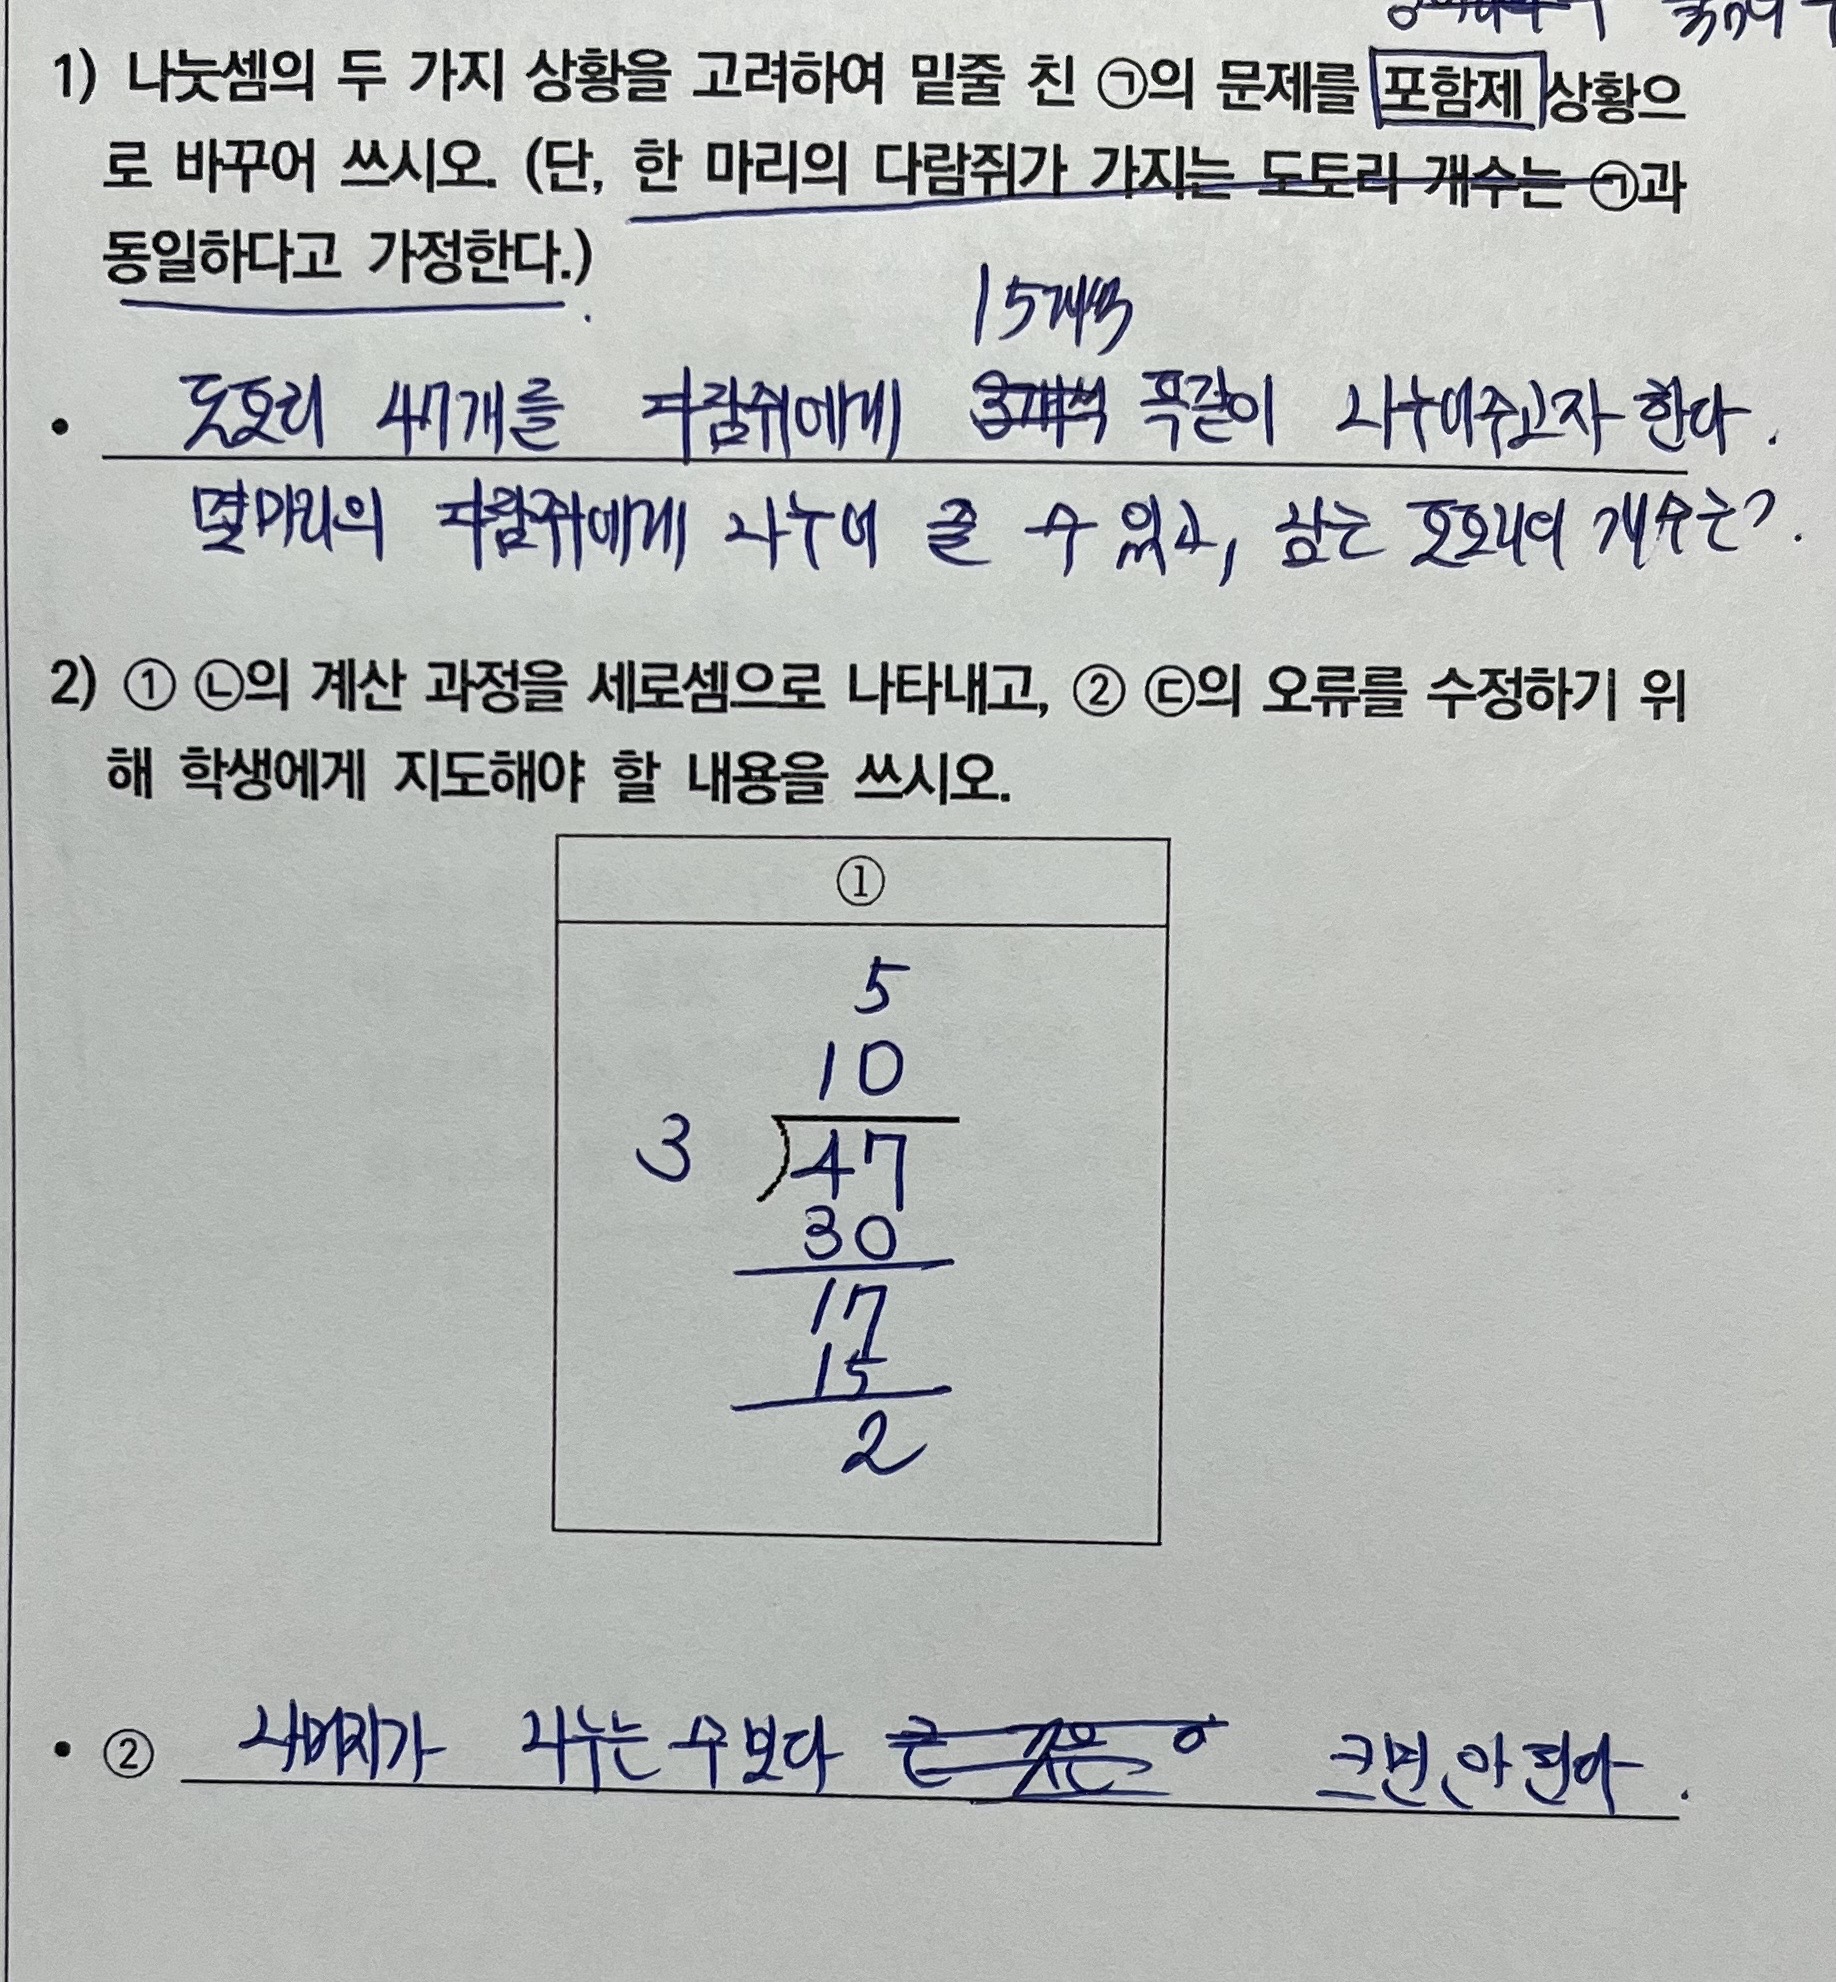 1) 나눗셈의 두 가지 상황을 고려하여 밑줄 친 ㉠의 문제를 포함제 상황으
로 바꾸어 쓰시오. (단, 한 마리의 다람쥐가 가지는 도토리 개수는 ㉠과
동일하다고 가정한다.)
15개씩
• 도토리 47개를 다람쥐에게 3개씩 똑같이 나누어주고자 한다.
몇마리의 다람쥐에게 나누어 줄 수 있고, 남는 도토리의 개수는?
2) ① ㉡의 계산 과정을 세로셈으로 나타내고, ② ㉢의 오류를 수정하기 위
해 학생에게 지도해야 할 내용을 쓰시오.
①
5
10
3 ) 47
30
17
15
2
• ② 나머지가 나누는 수보다 크면 안 된다.